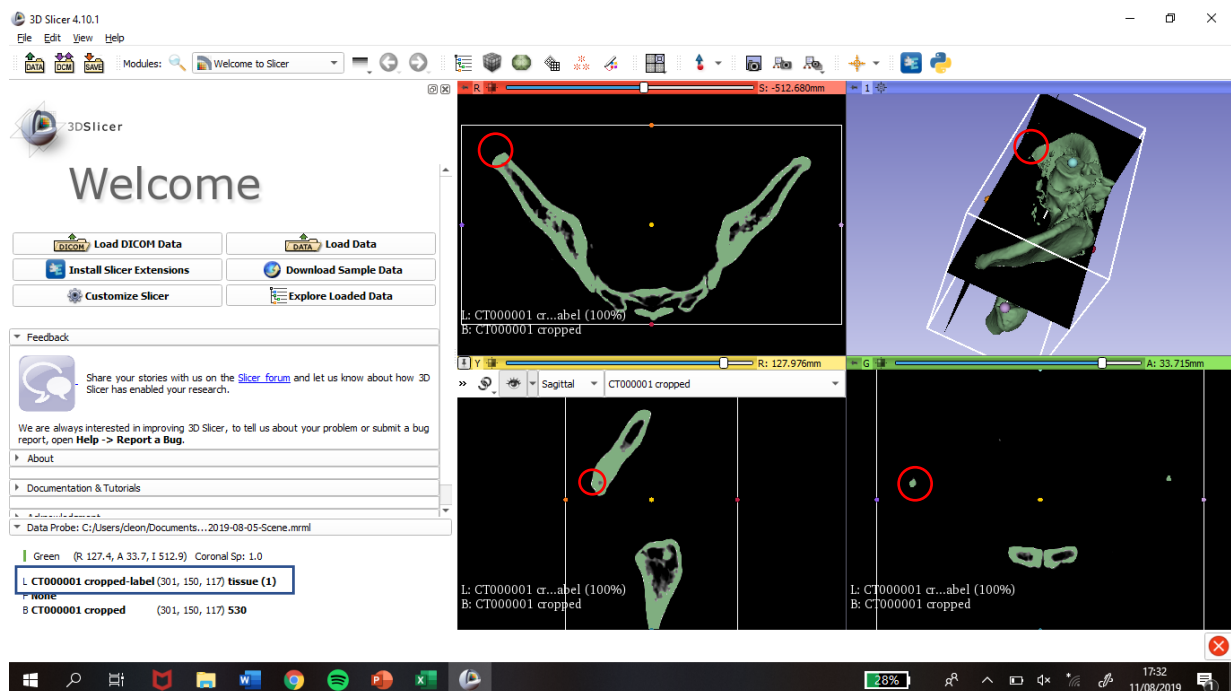 3D Slicer 4.10.1
File Edit View Help
DATA DCM SAVE Modules: Welcome to Slicer
R S: -512.680mm
1
3DSlicer
Welcome
DICOM Load DICOM Data
DATA Load Data
Install Slicer Extensions
Download Sample Data
Customize Slicer
Explore Loaded Data
Feedback
Share your stories with us on the Slicer forum and let us know about how 3D
Slicer has enabled your research.
We are always interested in improving 3D Slicer, to tell us about your problem or submit a bug
report, open Help -> Report a Bug.
About
Documentation & Tutorials
Acknowledgment
Data Probe: C:/Users/cleon/Documents...2019-08-05-Scene.mrml
Green (R 127.4, A 33.7, I 512.9) Coronal Sp: 1.0
L CT000001 cropped-label (301, 150, 117) tissue (1)
F None
B CT000001 cropped (301, 150, 117) 530
L: CT000001 cr...abel (100%)
B: CT000001 cropped
Y R: 127.976mm
Sagittal CT000001 cropped
L: CT000001 cr...abel (100%)
B: CT000001 cropped
G A: 33.715mm
L: CT000001 cr...abel (100%)
B: CT000001 cropped
28%
17:32
11/08/2019